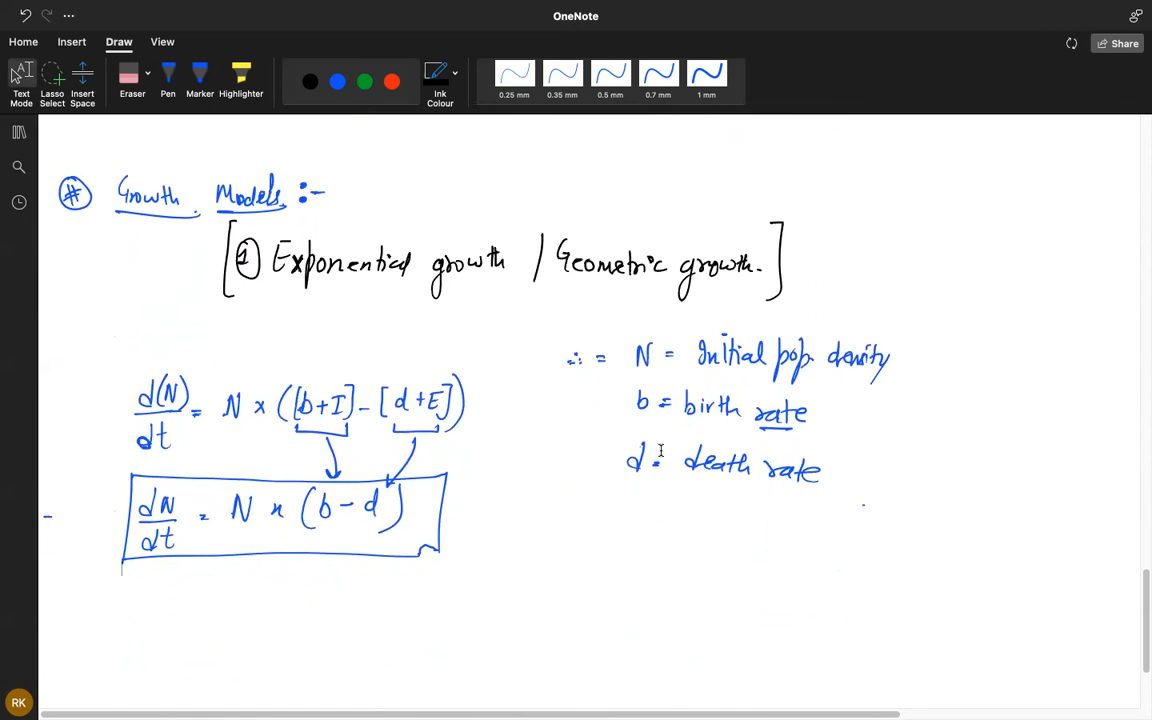 OneNote
Home Insert Draw View
Share
Text Mode
Lasso Select
Insert Space
Eraser
Pen
Marker
Highlighter
Ink Colour
0.25 mm 0.35 mm 0.5 mm 0.7 mm 1 mm
# Growth Models :-
[① Exponential growth / Geometric growth.]
d(N)/dt = N × ([b+I] - [d+E])
dN/dt = N × (b - d)
∴ = N = Initial pop. density
b = birth rate
d = death rate
RK